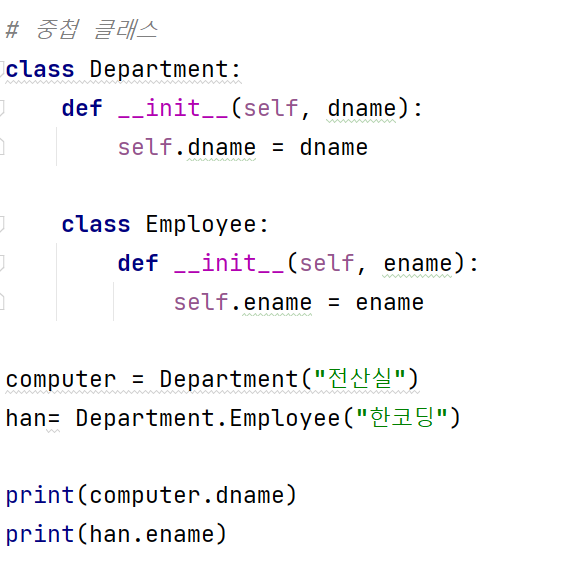 # 중첩 클래스
class Department:
    def __init__(self, dname):
        self.dname = dname

    class Employee:
        def __init__(self, ename):
            self.ename = ename

computer = Department("전산실")
han= Department.Employee("한코딩")

print(computer.dname)
print(han.ename)